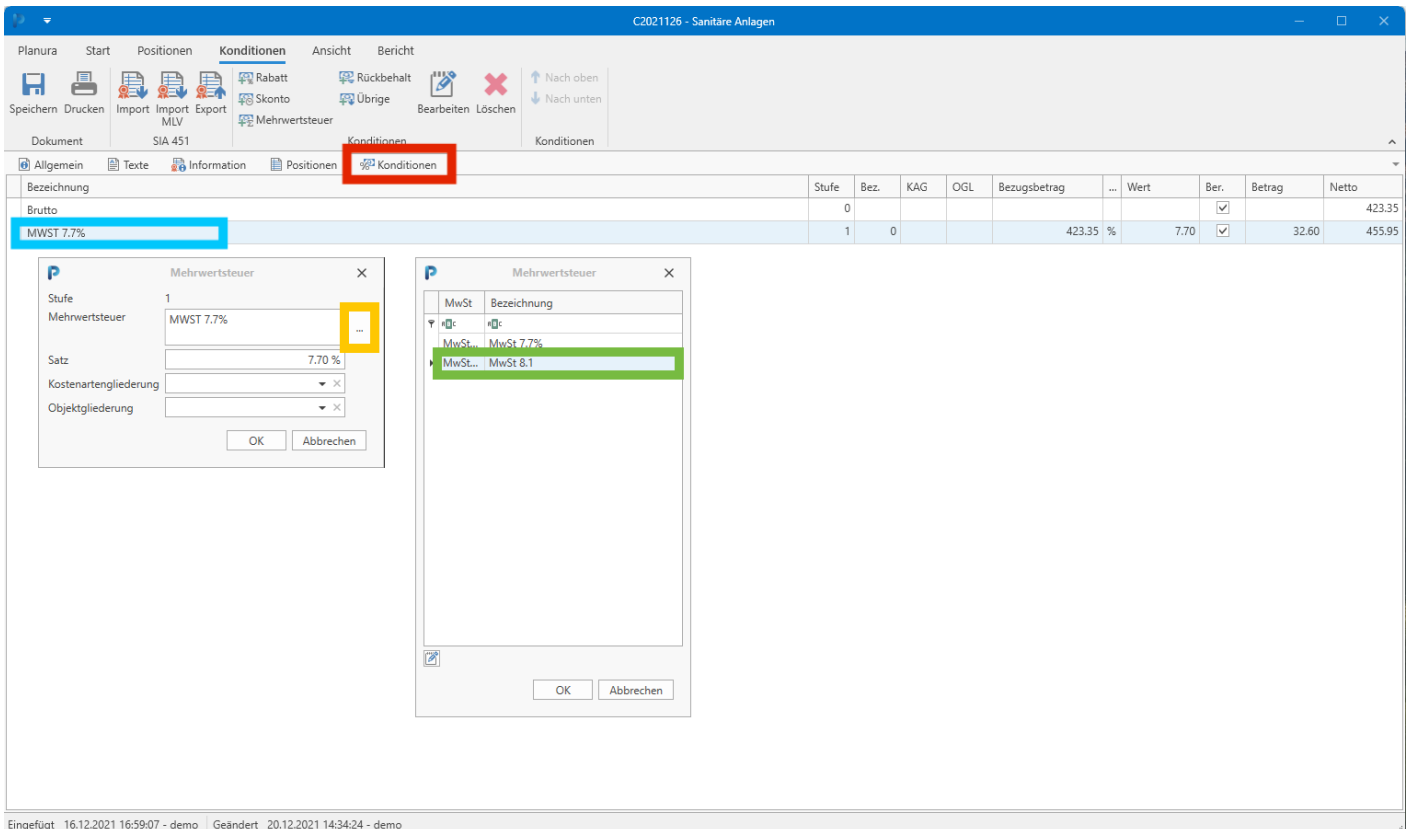 C2021126 - Sanitäre Anlagen
Planura Start Positionen Konditionen Ansicht Bericht
Speichern Drucken Import Import MLV Export Rabatt Skonto Mehrwertsteuer Rückbehalt Übrige Bearbeiten Löschen Nach oben Nach unten
Dokument SIA 451 Konditionen Konditionen
Allgemein Texte Information Positionen Konditionen
Bezeichnung Stufe Bez. KAG OGL Bezugsbetrag ... Wert Ber. Betrag Netto
Brutto 0 423.35
MWST 7.7% 1 0 423.35 % 7.70 32.60 455.95
Mehrwertsteuer
Stufe 1
Mehrwertsteuer MWST 7.7% ...
Satz 7.70 %
Kostenartengliederung
Objektgliederung
OK Abbrechen
Mehrwertsteuer
MwSt Bezeichnung
MwSt... MwSt 7.7%
MwSt... MwSt 8.1
OK Abbrechen
Eingefügt 16.12.2021 16:59:07 - demo Geändert 20.12.2021 14:34:24 - demo